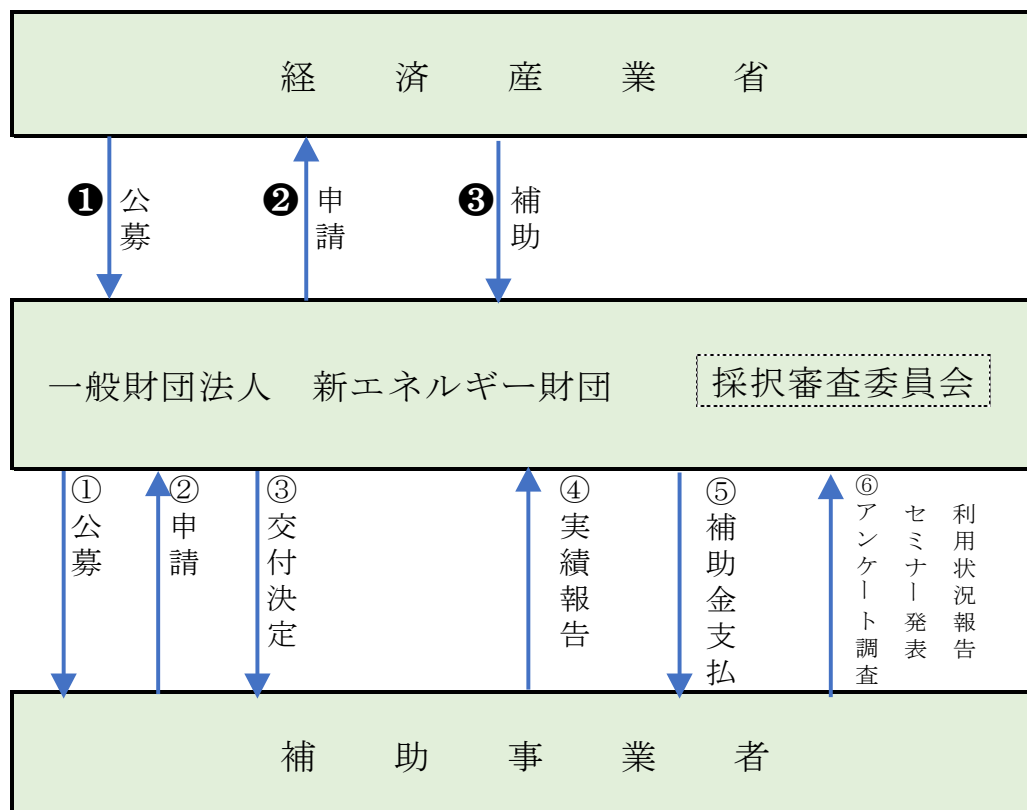 経済産業省
❶公募
❷申請
❸補助
一般財団法人 新エネルギー財団
採択審査委員会
①公募
②申請
③交付決定
④実績報告
⑤補助金支払
⑥アンケート調査
セミナー発表
利用状況報告
補助事業者